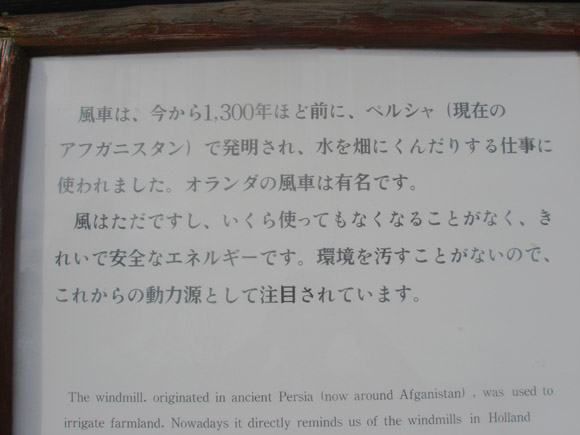 風車は、今から1,300年ほど前に、ペルシャ（現在の
アフガニスタン）で発明され、水を畑にくんだりする仕事に
使われました。オランダの風車は有名です。
風はただですし、いくら使ってもなくなることがなく、き
れいで安全なエネルギーです。環境を汚すことがないので、
これからの動力源として注目されています。
The windmill. originated in ancient Persia (now around Afganistan) , was used to
irrigate farmland. Nowadays it directly reminds us of the windmills in Holland